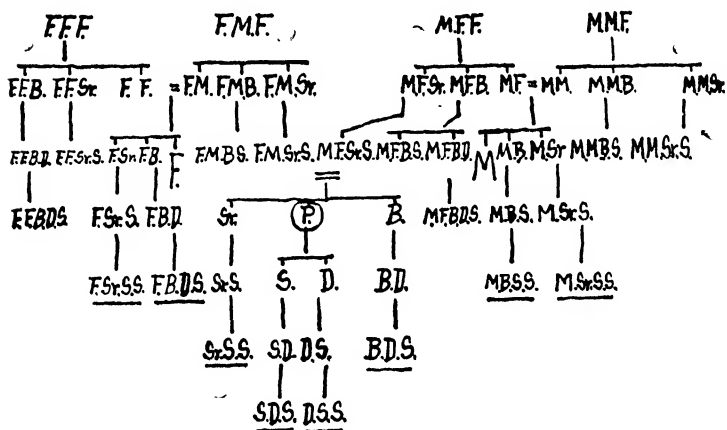 F.F.F. F.M.F. M.F.F. M.M.F.
F.F.B. F.F.Sr. F.F. = F.M. F.M.B. F.M.Sr. M.F.Sr. M.F.B. M.F. = M.M. M.M.B. M.M.Sr.
F.F.B.D. F.F.Sr.S. F.Sr. F.B. F. F.M.B.S. F.M.Sr.S. M.F.Sr.S. M.F.B.S. M.F.B.D. M M.B. M.Sr M.M.B.S. M.M.Sr.S.
=
F.F.B.D.S. F.Sr.S. F.B.D. Sr. P. B. M.F.B.D.S. M.B.S. M.Sr.S.
F.Sr.S.S. F.B.D.S. Sr.S. S. D. B.D. M.B.S.S. M.Sr.S.S.
Sr.S.S. S.D. D.S. B.D.S.
S.D.S. D.S.S.